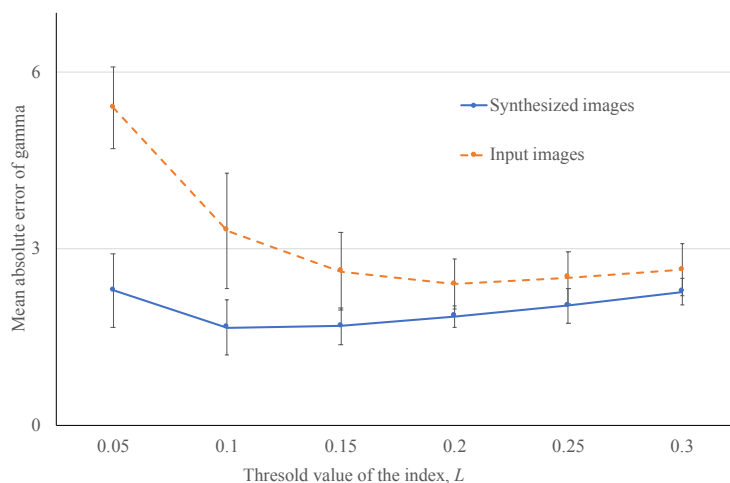 6
3
0
Mean absolute error of gamma
Synthesized images
Input images
0.05 0.1 0.15 0.2 0.25 0.3
Thresold value of the index, L